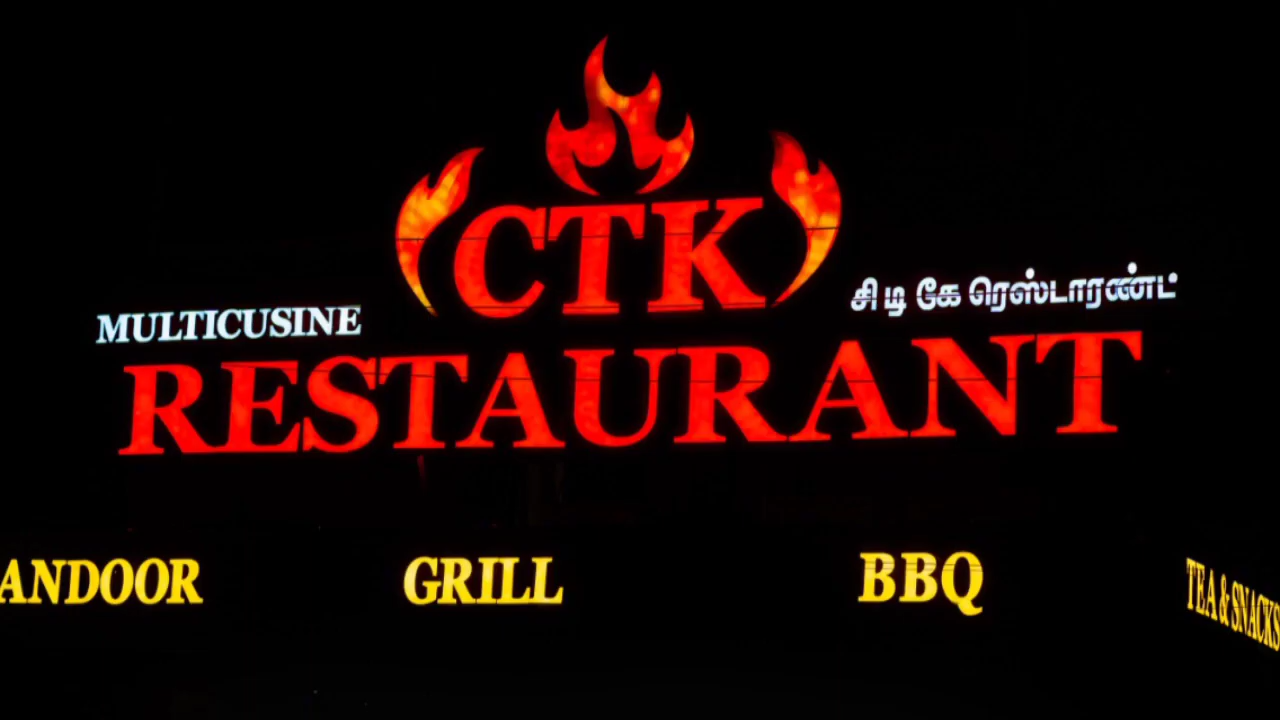 CTK
MULTICUSINE
சி டி கே ரெஸ்டாரண்ட்
RESTAURANT
ANDOOR
GRILL
BBQ
TEA & SNACKS